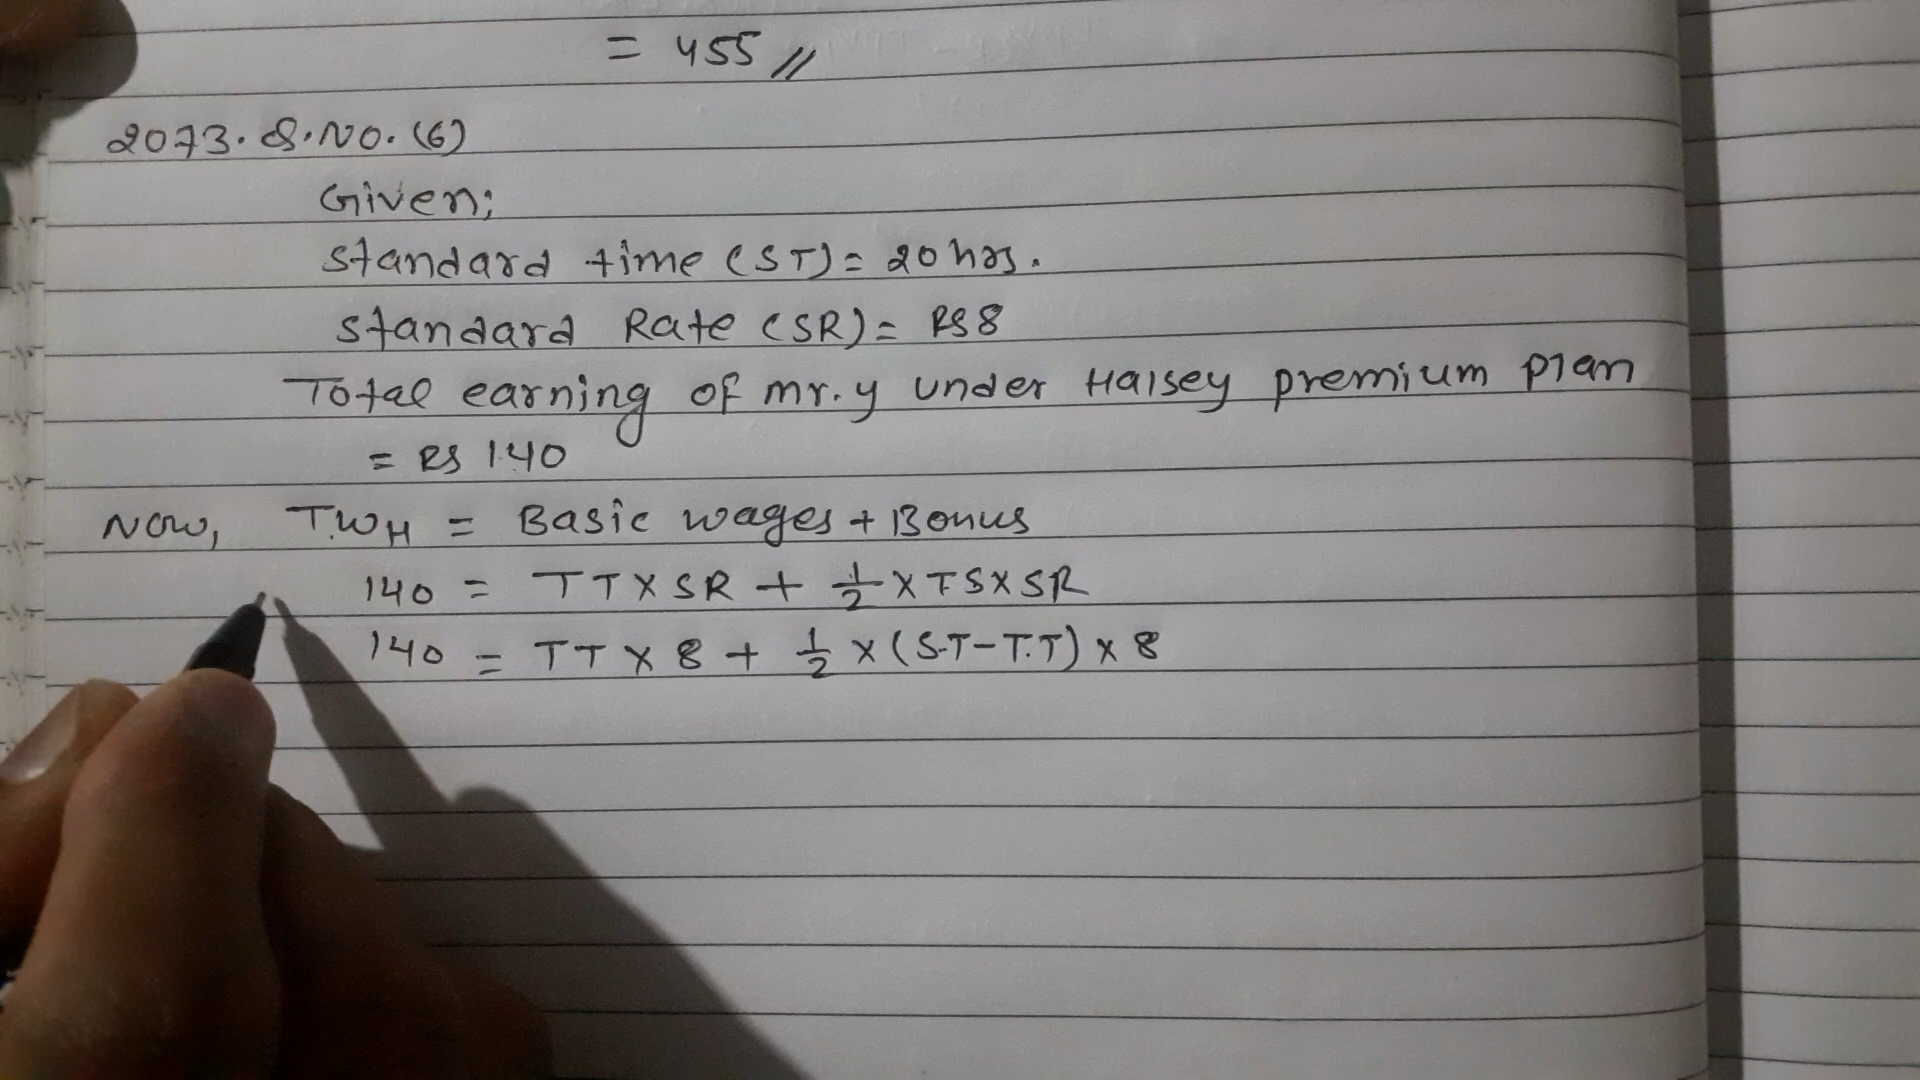 = 455 //
2073. Q.NO. (6)
Given;
standard time (ST) = 20 hrs.
standard Rate (SR) = RS 8
Total earning of mr. y under Halsey premium plan
= RS 140
Now, T.WH = Basic wages + Bonus
140 = TT X SR + 1/2 X TS X SR
140 = TT X 8 + 1/2 X (S.T - T.T) X 8